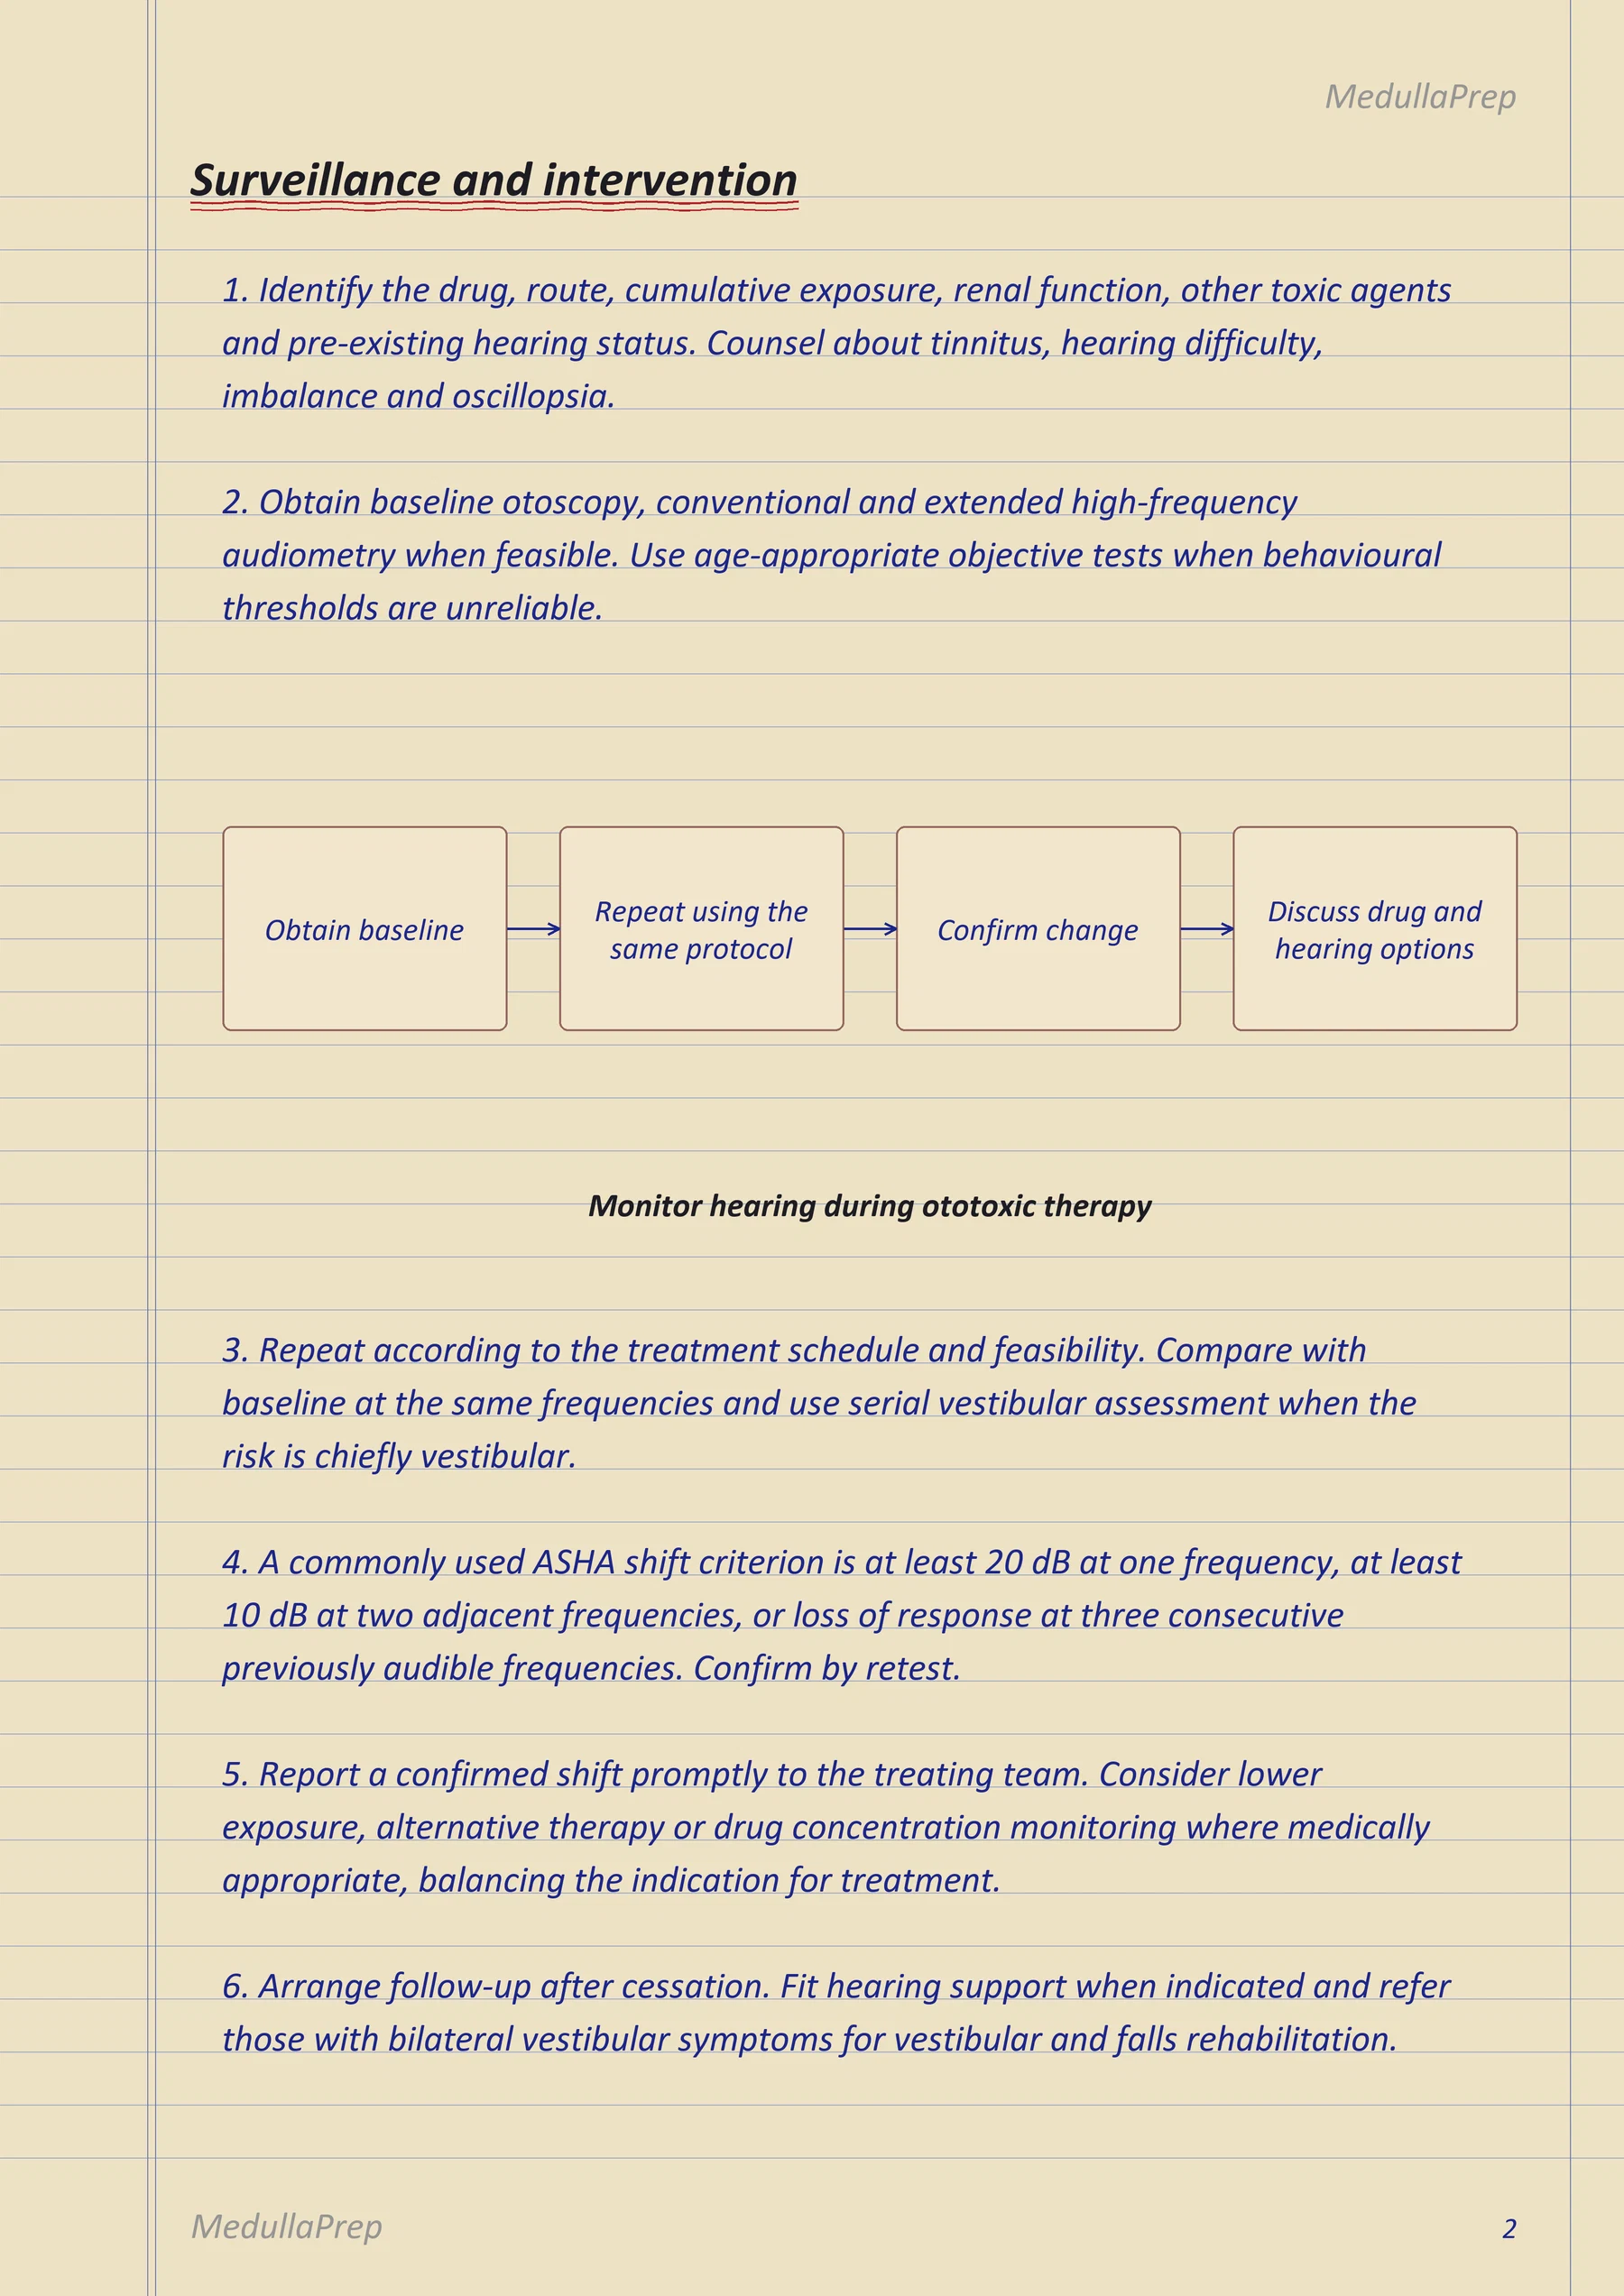 MedullaPrep
Surveillance and intervention
1. Identify the drug, route, cumulative exposure, renal function, other toxic agents
and pre-existing hearing status. Counsel about tinnitus, hearing difficulty,
imbalance and oscillopsia.
2. Obtain baseline otoscopy, conventional and extended high-frequency
audiometry when feasible. Use age-appropriate objective tests when behavioural
thresholds are unreliable.
Obtain baseline
Repeat using the
same protocol
Confirm change
Discuss drug and
hearing options
Monitor hearing during ototoxic therapy
3. Repeat according to the treatment schedule and feasibility. Compare with
baseline at the same frequencies and use serial vestibular assessment when the
risk is chiefly vestibular.
4. A commonly used ASHA shift criterion is at least 20 dB at one frequency, at least
10 dB at two adjacent frequencies, or loss of response at three consecutive
previously audible frequencies. Confirm by retest.
5. Report a confirmed shift promptly to the treating team. Consider lower
exposure, alternative therapy or drug concentration monitoring where medically
appropriate, balancing the indication for treatment.
6. Arrange follow-up after cessation. Fit hearing support when indicated and refer
those with bilateral vestibular symptoms for vestibular and falls rehabilitation.
MedullaPrep
2